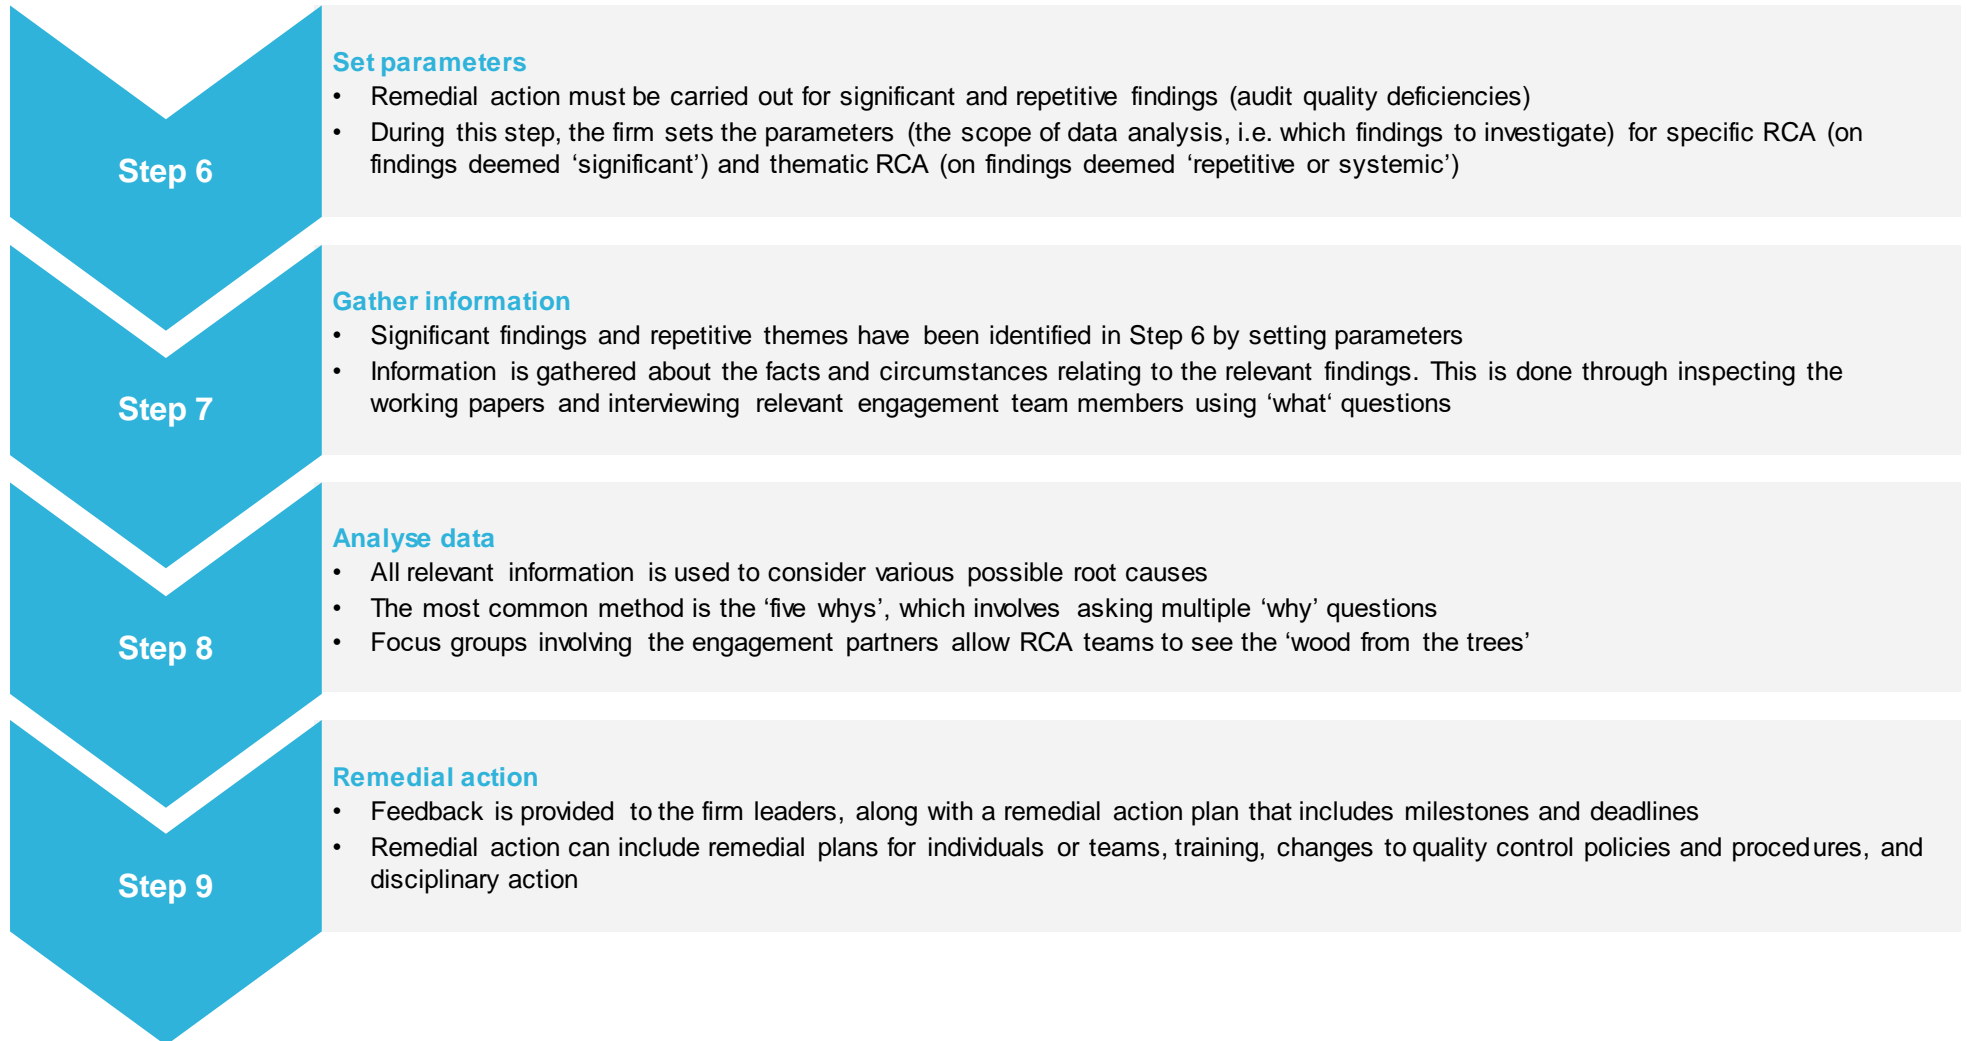 Set parameters
• Remedial action must be carried out for significant and repetitive findings (audit quality deficiencies)
• During this step, the firm sets the parameters (the scope of data analysis, i.e. which findings to investigate) for specific RCA (on
findings deemed ‘significant’) and thematic RCA (on findings deemed ‘repetitive or systemic’)
Step 6
Gather information
• Significant findings and repetitive themes have been identified in Step 6 by setting parameters
• Information is gathered about the facts and circumstances relating to the relevant findings. This is done through inspecting the
working papers and interviewing relevant engagement team members using ‘what‘ questions
Step 7
Analyse data
• All relevant information is used to consider various possible root causes
• The most common method is the ‘five whys’, which involves asking multiple ‘why’ questions
• Focus groups involving the engagement partners allow RCA teams to see the ‘wood from the trees’
Step 8
Remedial action
• Feedback is provided to the firm leaders, along with a remedial action plan that includes milestones and deadlines
• Remedial action can include remedial plans for individuals or teams, training, changes to quality control policies and procedures, and
disciplinary action
Step 9